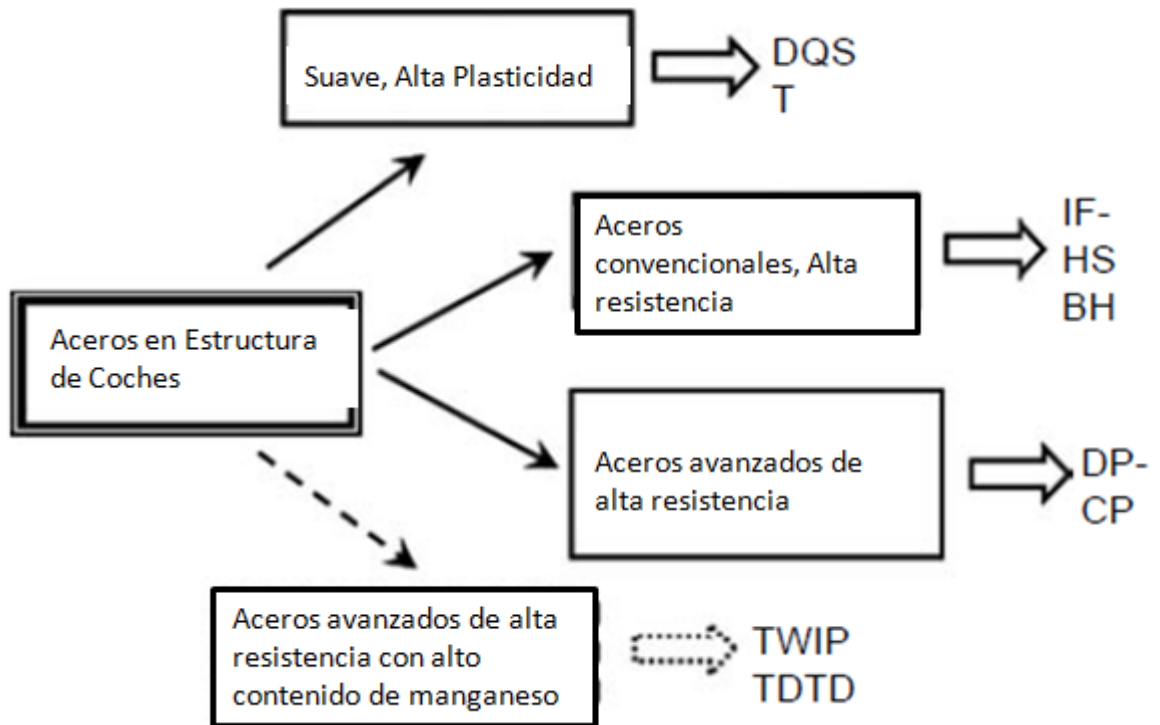 Suave, Alta Plasticidad
DQS
T
Aceros
convencionales, Alta
resistencia
IF-
HS
BH
Aceros en Estructura
de Coches
Aceros avanzados de
alta resistencia
DP-
CP
Aceros avanzados de alta
resistencia con alto
contenido de manganeso
TWIP
TDTD